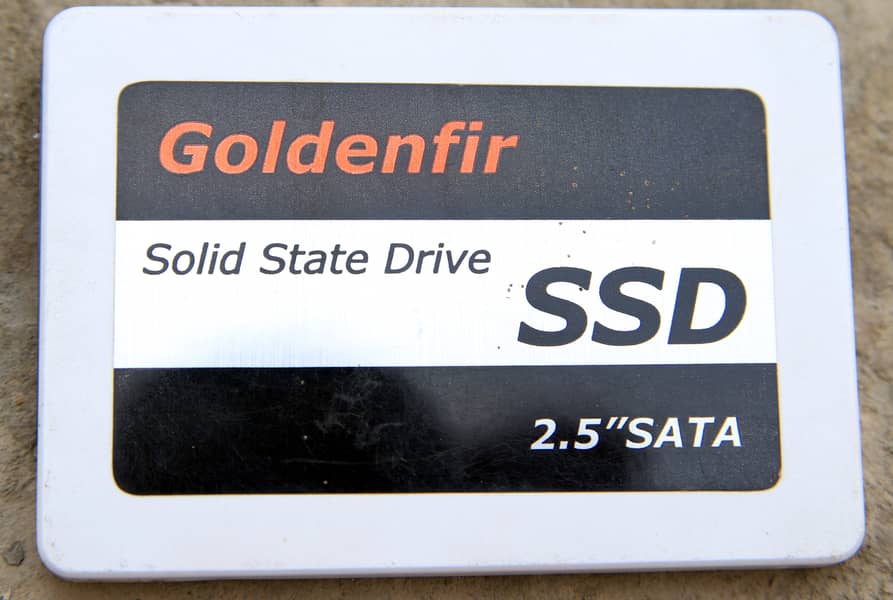 Goldenfir
Solid State Drive
SSD
2.5"SATA